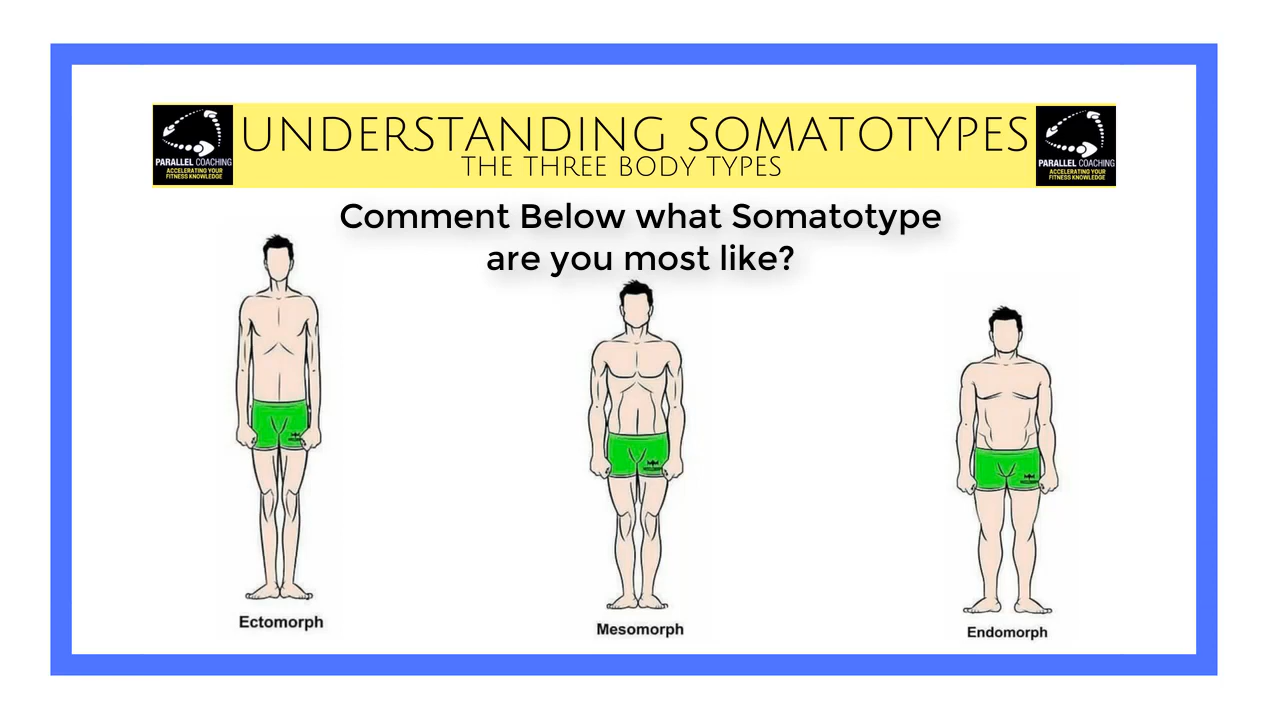 UNDERSTANDING SOMATOTYPES
THE THREE BODY TYPES
PARALLEL COACHING
ACCELERATING YOUR
FITNESS KNOWLEDGE
PARALLEL COACHING
ACCELERATING YOUR
FITNESS KNOWLEDGE
Comment Below what Somatotype
are you most like?
Ectomorph
Mesomorph
Endomorph